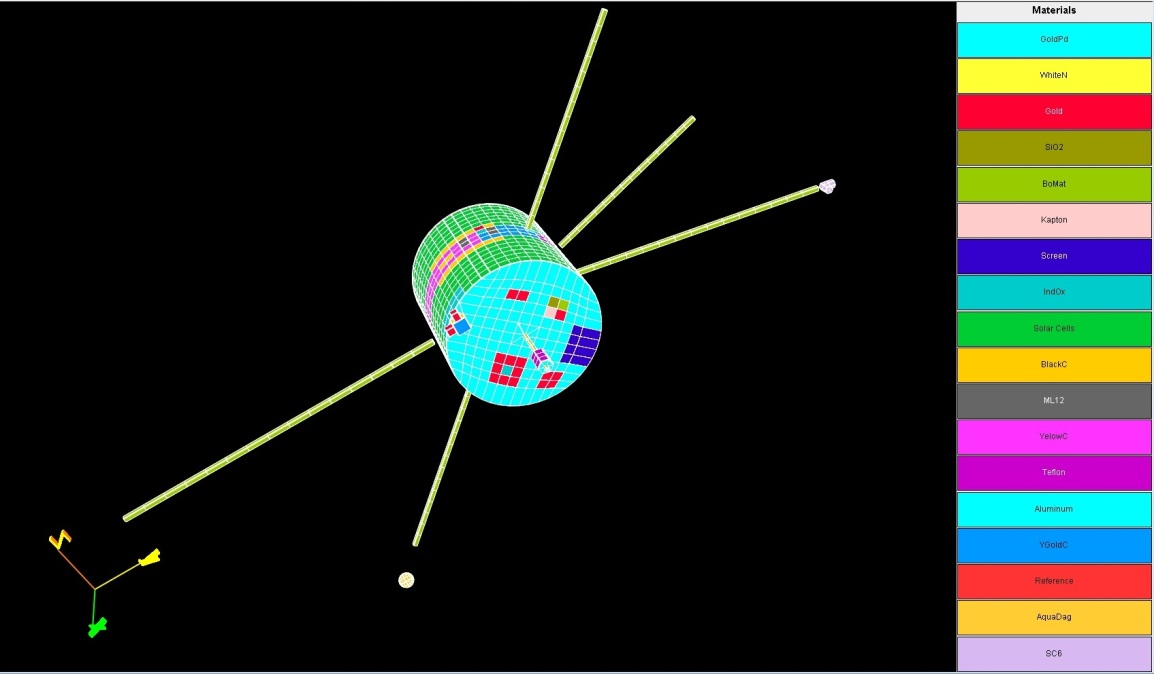 Materials
GoldPd
WhiteN
Gold
SiO2
BoMat
Kapton
Screen
IndOx
Solar Cells
BlackC
ML12
YelowC
Teflon
Aluminum
YGoldC
Reference
AquaDag
SC6